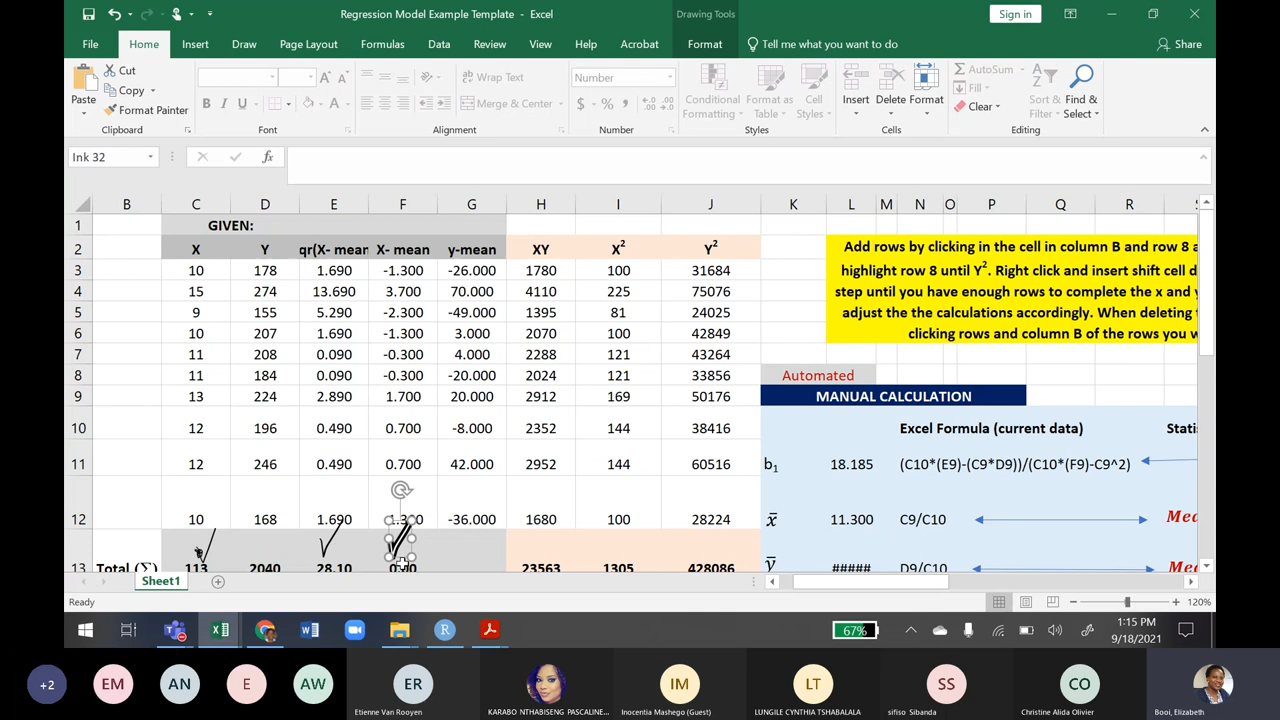 Regression Model Example Template - Excel
Drawing Tools
Sign in
File Home Insert Draw Page Layout Formulas Data Review View Help Acrobat Format Tell me what you want to do Share
Cut
Copy
Format Painter
Paste
Wrap Text
Merge & Center
Number
Conditional Formatting
Format as Table
Cell Styles
Insert Delete Format
AutoSum
Fill
Clear
Sort & Filter
Find & Select
Clipboard Font Alignment Number Styles Cells Editing
Ink 32
B C D E F G H I J K L M N O P Q R
1 GIVEN:
2 X Y qr(X- mean X- mean y-mean XY X² Y²
3 10 178 1.690 -1.300 -26.000 1780 100 31684
4 15 274 13.690 3.700 70.000 4110 225 75076
5 9 155 5.290 -2.300 -49.000 1395 81 24025
6 10 207 1.690 -1.300 3.000 2070 100 42849
7 11 208 0.090 -0.300 4.000 2288 121 43264
8 11 184 0.090 -0.300 -20.000 2024 121 33856
9 13 224 2.890 1.700 20.000 2912 169 50176
10 12 196 0.490 0.700 -8.000 2352 144 38416
11 12 246 0.490 0.700 42.000 2952 144 60516
12 10 168 1.690 -36.000 1680 100 28224
13 Total (Σ) 113 2040 28.10 23563 1305 428086
Add rows by clicking in the cell in column B and row 8 a
highlight row 8 until Y². Right click and insert shift cell d
step until you have enough rows to complete the x and y
adjust the the calculations accordingly. When deleting
clicking rows and column B of the rows you w
Automated
MANUAL CALCULATION
Excel Formula (current data) Stati
b₁ 18.185 (C10*(E9)-(C9*D9))/(C10*(F9)-C9^2)
x̄ 11.300 C9/C10 Mea
ȳ ##### D9/C10 Mea
Sheet1
Ready
120%
67%
1:15 PM
9/18/2021
+2 EM AN E AW ER IM LT SS CO
Etienne Van Rooyen
KARABO NTHABISENG PASCALINE...
Inocentia Mashego (Guest)
LUNGILE CYNTHIA TSHABALALA
sifiso Sibanda
Christine Alida Olivier
Booi, Elizabeth